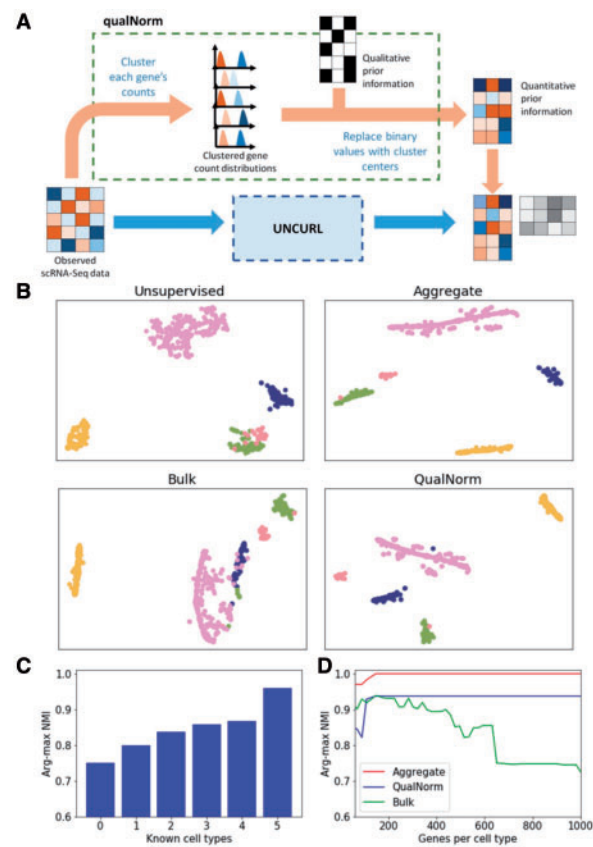 A
qualNorm
Cluster
each gene's
counts
Clustered gene
count distributions
Qualitative
prior
information
Replace binary
values with cluster
centers
Quantitative
prior
information
Observed
scRNA-Seq data
UNCURL
B
Unsupervised
Aggregate
Bulk
QualNorm
C
Arg-max NMI
1.0
0.9
0.8
0.7
0.6
0 1 2 3 4 5
Known cell types
D
Arg-max NMI
1.0
0.9
0.8
0.7
0.6
Aggregate
QualNorm
Bulk
200 400 600 800 1000
Genes per cell type